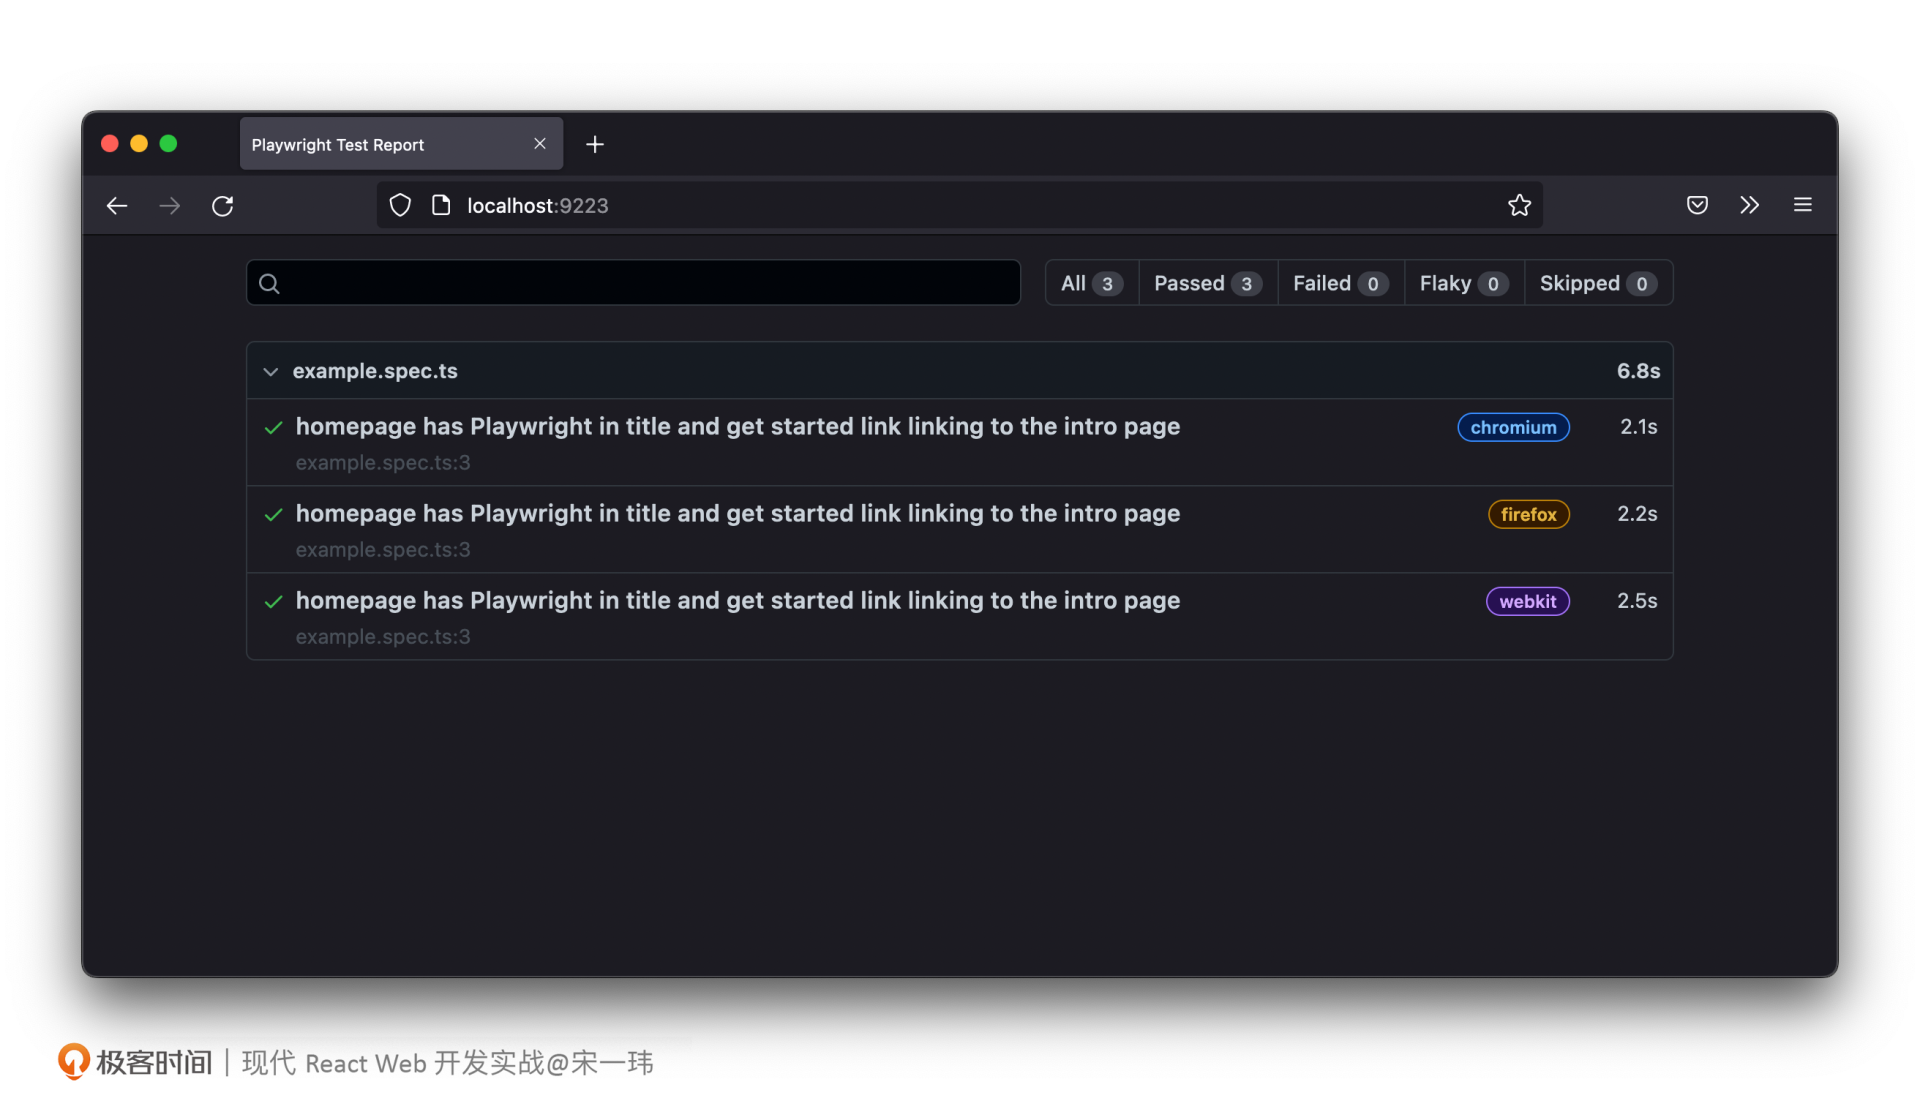 Playwright Test Report
localhost:9223
All 3 Passed 3 Failed 0 Flaky 0 Skipped 0
example.spec.ts 6.8s
homepage has Playwright in title and get started link linking to the intro page chromium 2.1s
example.spec.ts:3
homepage has Playwright in title and get started link linking to the intro page firefox 2.2s
example.spec.ts:3
homepage has Playwright in title and get started link linking to the intro page webkit 2.5s
example.spec.ts:3
极客时间 | 现代 React Web 开发实战@宋一玮